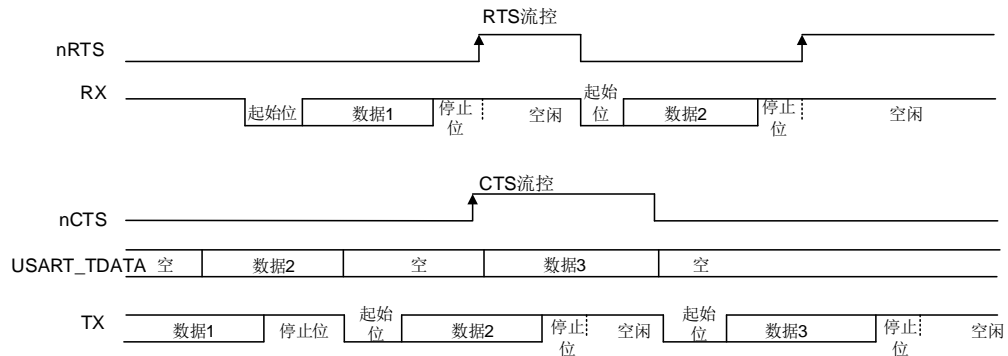 RTS流控
nRTS
RX
起始位 数据1 停止位 空闲 起始位 数据2 停止位 空闲
CTS流控
nCTS
USART_TDATA 空 数据2 空 数据3 空
TX
数据1 停止位 起始位 数据2 停止位 空闲 起始位 数据3 停止位 空闲